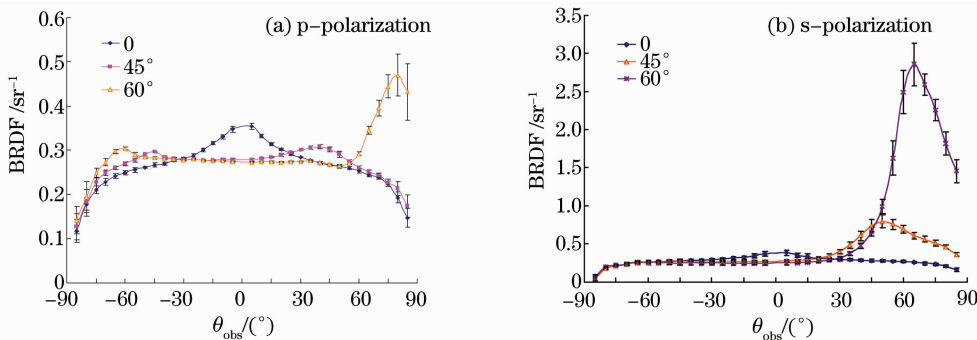 (a) p-polarization
BRDF /sr⁻¹
0.6
0.5
0.4
0.3
0.2
0.1
0
0
45°
60°
−90 −60 −30 0 30 60 90
θobs/(°)
(b) s-polarization
BRDF /sr⁻¹
3.5
3.0
2.5
2.0
1.5
1.0
0.5
0
0
45°
60°
−90 −60 −30 0 30 60 90
θobs/(°)